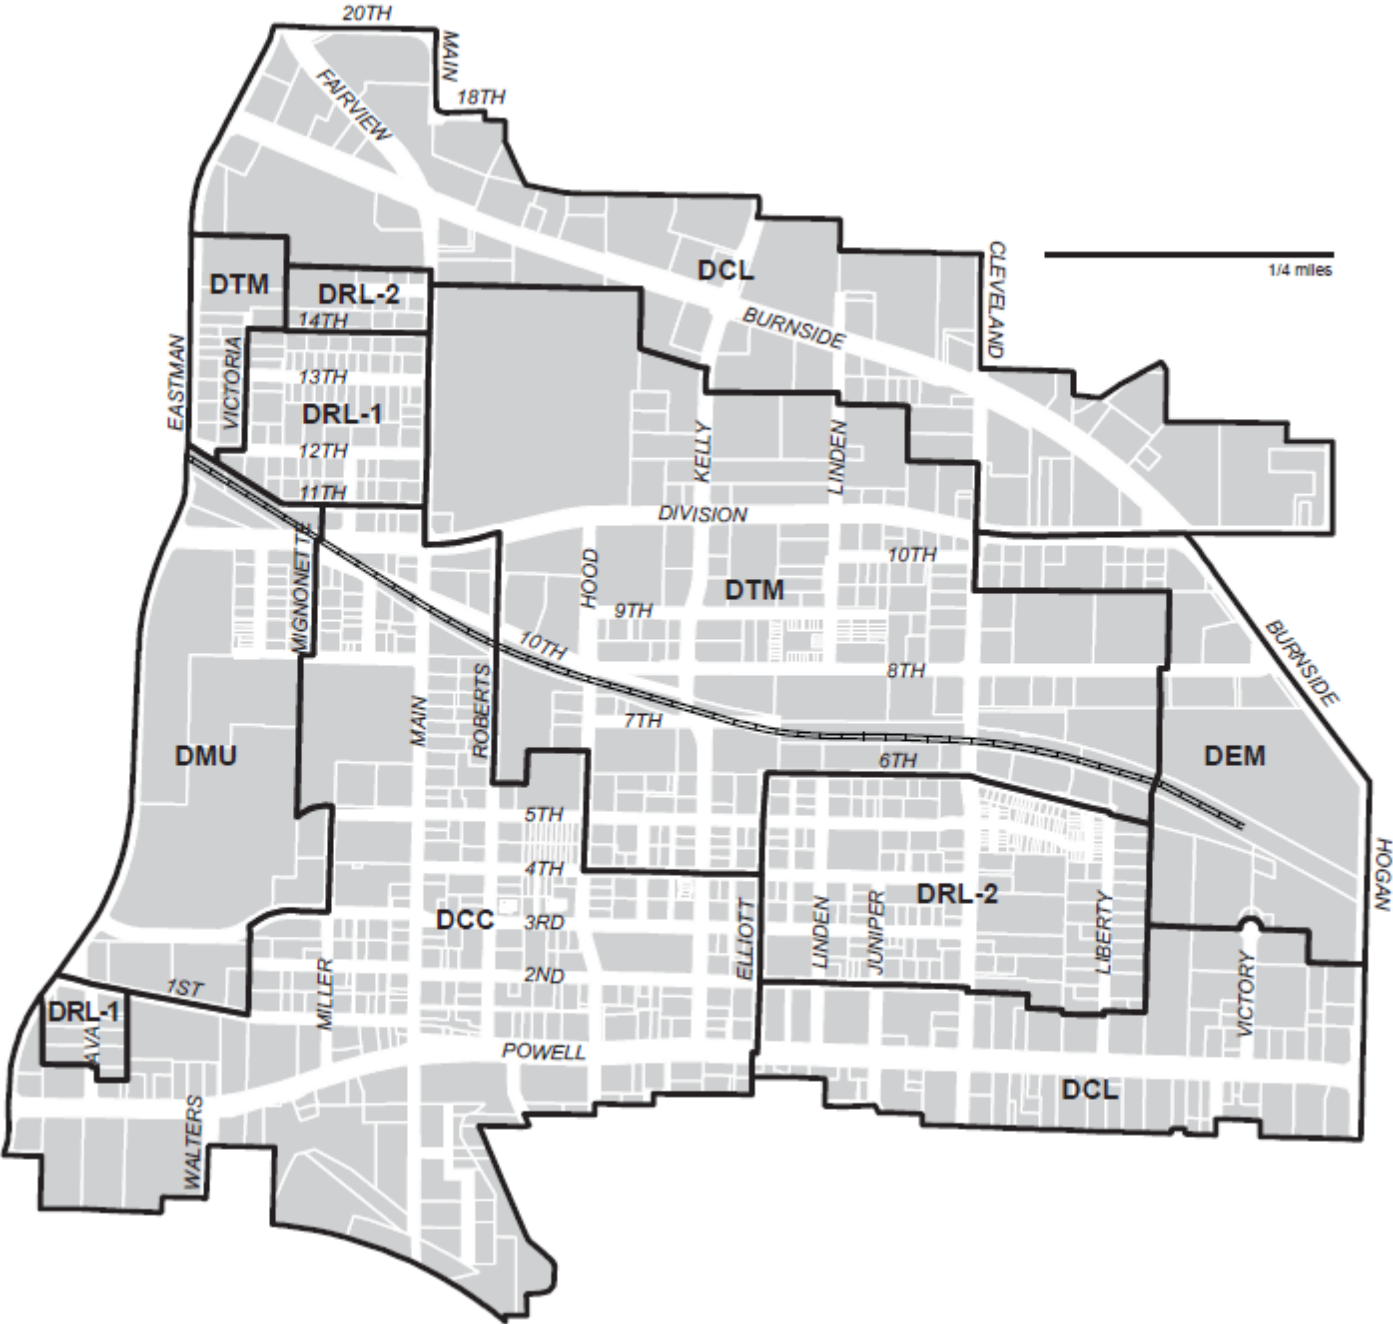 20TH
MAIN
18TH
FAIRVIEW
CLEVELAND
DCL
1/4 miles
DTM
DRL-2
14TH
BURNSIDE
EASTMAN
VICTORIA
13TH
DRL-1
12TH
KELLY
LINDEN
11TH
DIVISION
MIGNONETTE
10TH
HOOD
DTM
9TH
10TH
BURNSIDE
8TH
ROBERTS
MAIN
7TH
DMU
DEM
6TH
5TH
4TH
HOGAN
DRL-2
DCC
3RD
ELLIOTT
LINDEN
JUNIPER
LIBERTY
2ND
1ST
MILLER
VICTORY
DRL-1
AVA
POWELL
DCL
WALTERS